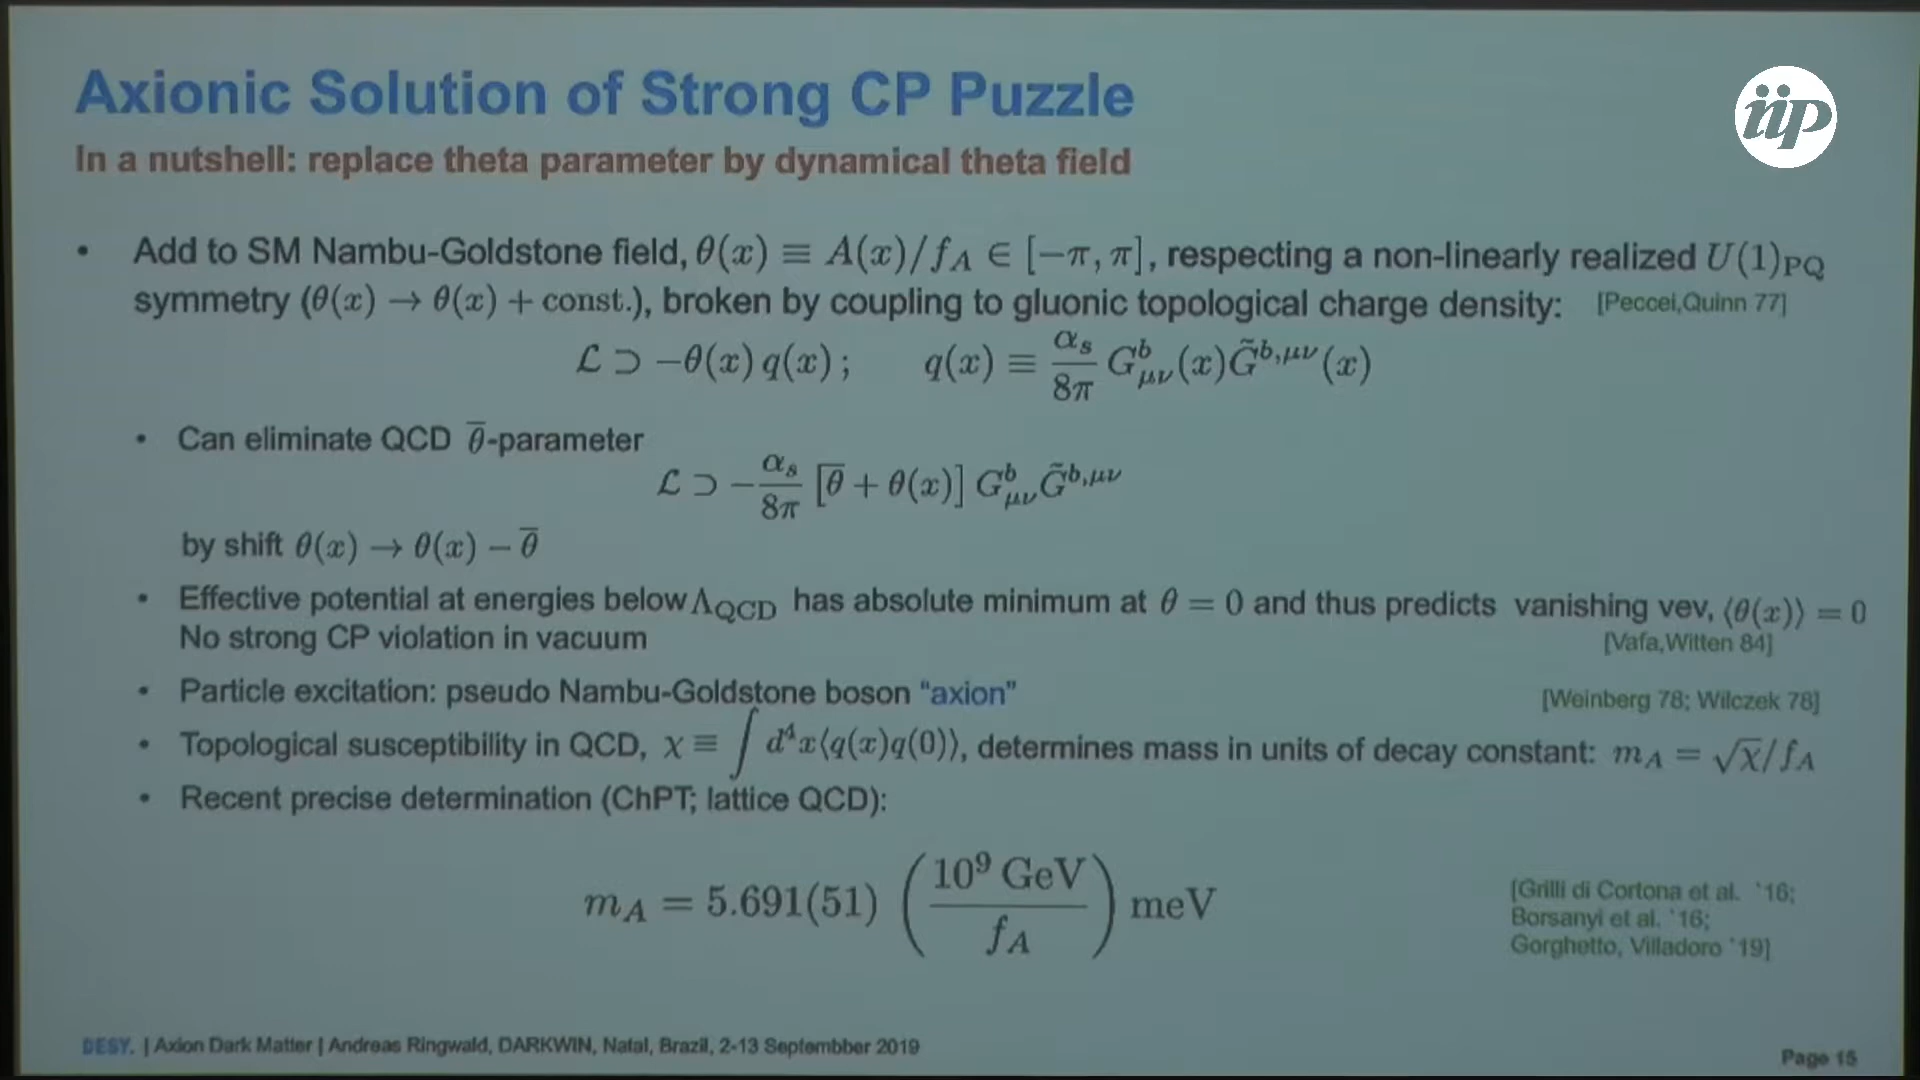 iip
Axionic Solution of Strong CP Puzzle
In a nutshell: replace theta parameter by dynamical theta field
• Add to SM Nambu-Goldstone field, θ(x) ≡ A(x)/f_A ∈ [−π, π], respecting a non-linearly realized U(1)_PQ
symmetry (θ(x) → θ(x) + const.), broken by coupling to gluonic topological charge density: [Peccei,Quinn 77]
ℒ ⊃ −θ(x) q(x) ; q(x) ≡ α_s/8π G^b_μν(x)G̃^b,μν(x)
• Can eliminate QCD θ̅-parameter
ℒ ⊃ − α_s/8π [θ̅ + θ(x)] G^b_μν G̃^b,μν
by shift θ(x) → θ(x) − θ̅
• Effective potential at energies below Λ_QCD has absolute minimum at θ = 0 and thus predicts vanishing vev, ⟨θ(x)⟩ = 0
No strong CP violation in vacuum [Vafa,Witten 84]
• Particle excitation: pseudo Nambu-Goldstone boson “axion” [Weinberg 78; Wilczek 78]
• Topological susceptibility in QCD, χ ≡ ∫ d⁴x⟨q(x)q(0)⟩, determines mass in units of decay constant: m_A = √χ/f_A
• Recent precise determination (ChPT; lattice QCD):
m_A = 5.691(51) (10⁹ GeV/f_A) meV
[Grilli di Cortona et al. `16;
Borsanyi et al. `16;
Gorghetto, Villadoro `19]
DESY. | Axion Dark Matter | Andreas Ringwald, DARKWIN, Natal, Brazil, 2-13 Septembber 2019
Page 15